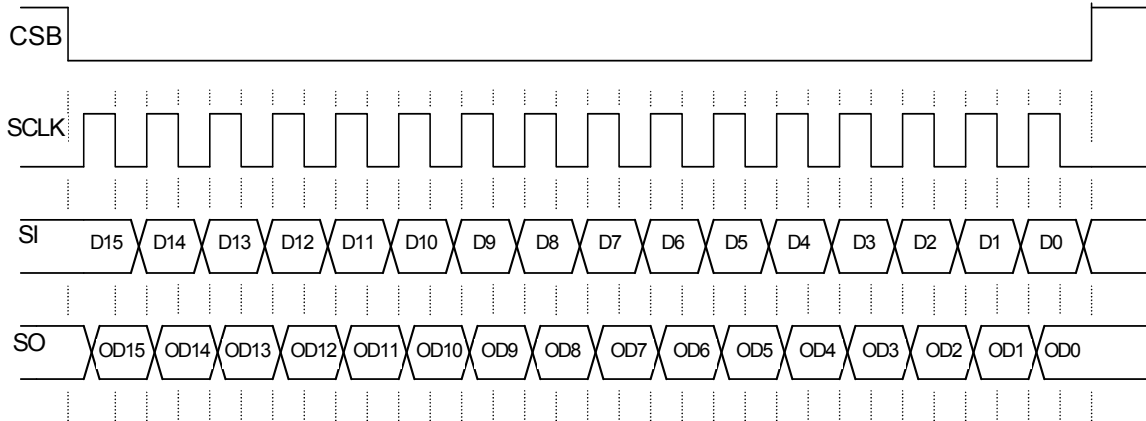 CSB
SCLK
SI D15 D14 D13 D12 D11 D10 D9 D8 D7 D6 D5 D4 D3 D2 D1 D0
SO OD15 OD14 OD13 OD12 OD11 OD10 OD9 OD8 OD7 OD6 OD5 OD4 OD3 OD2 OD1 OD0